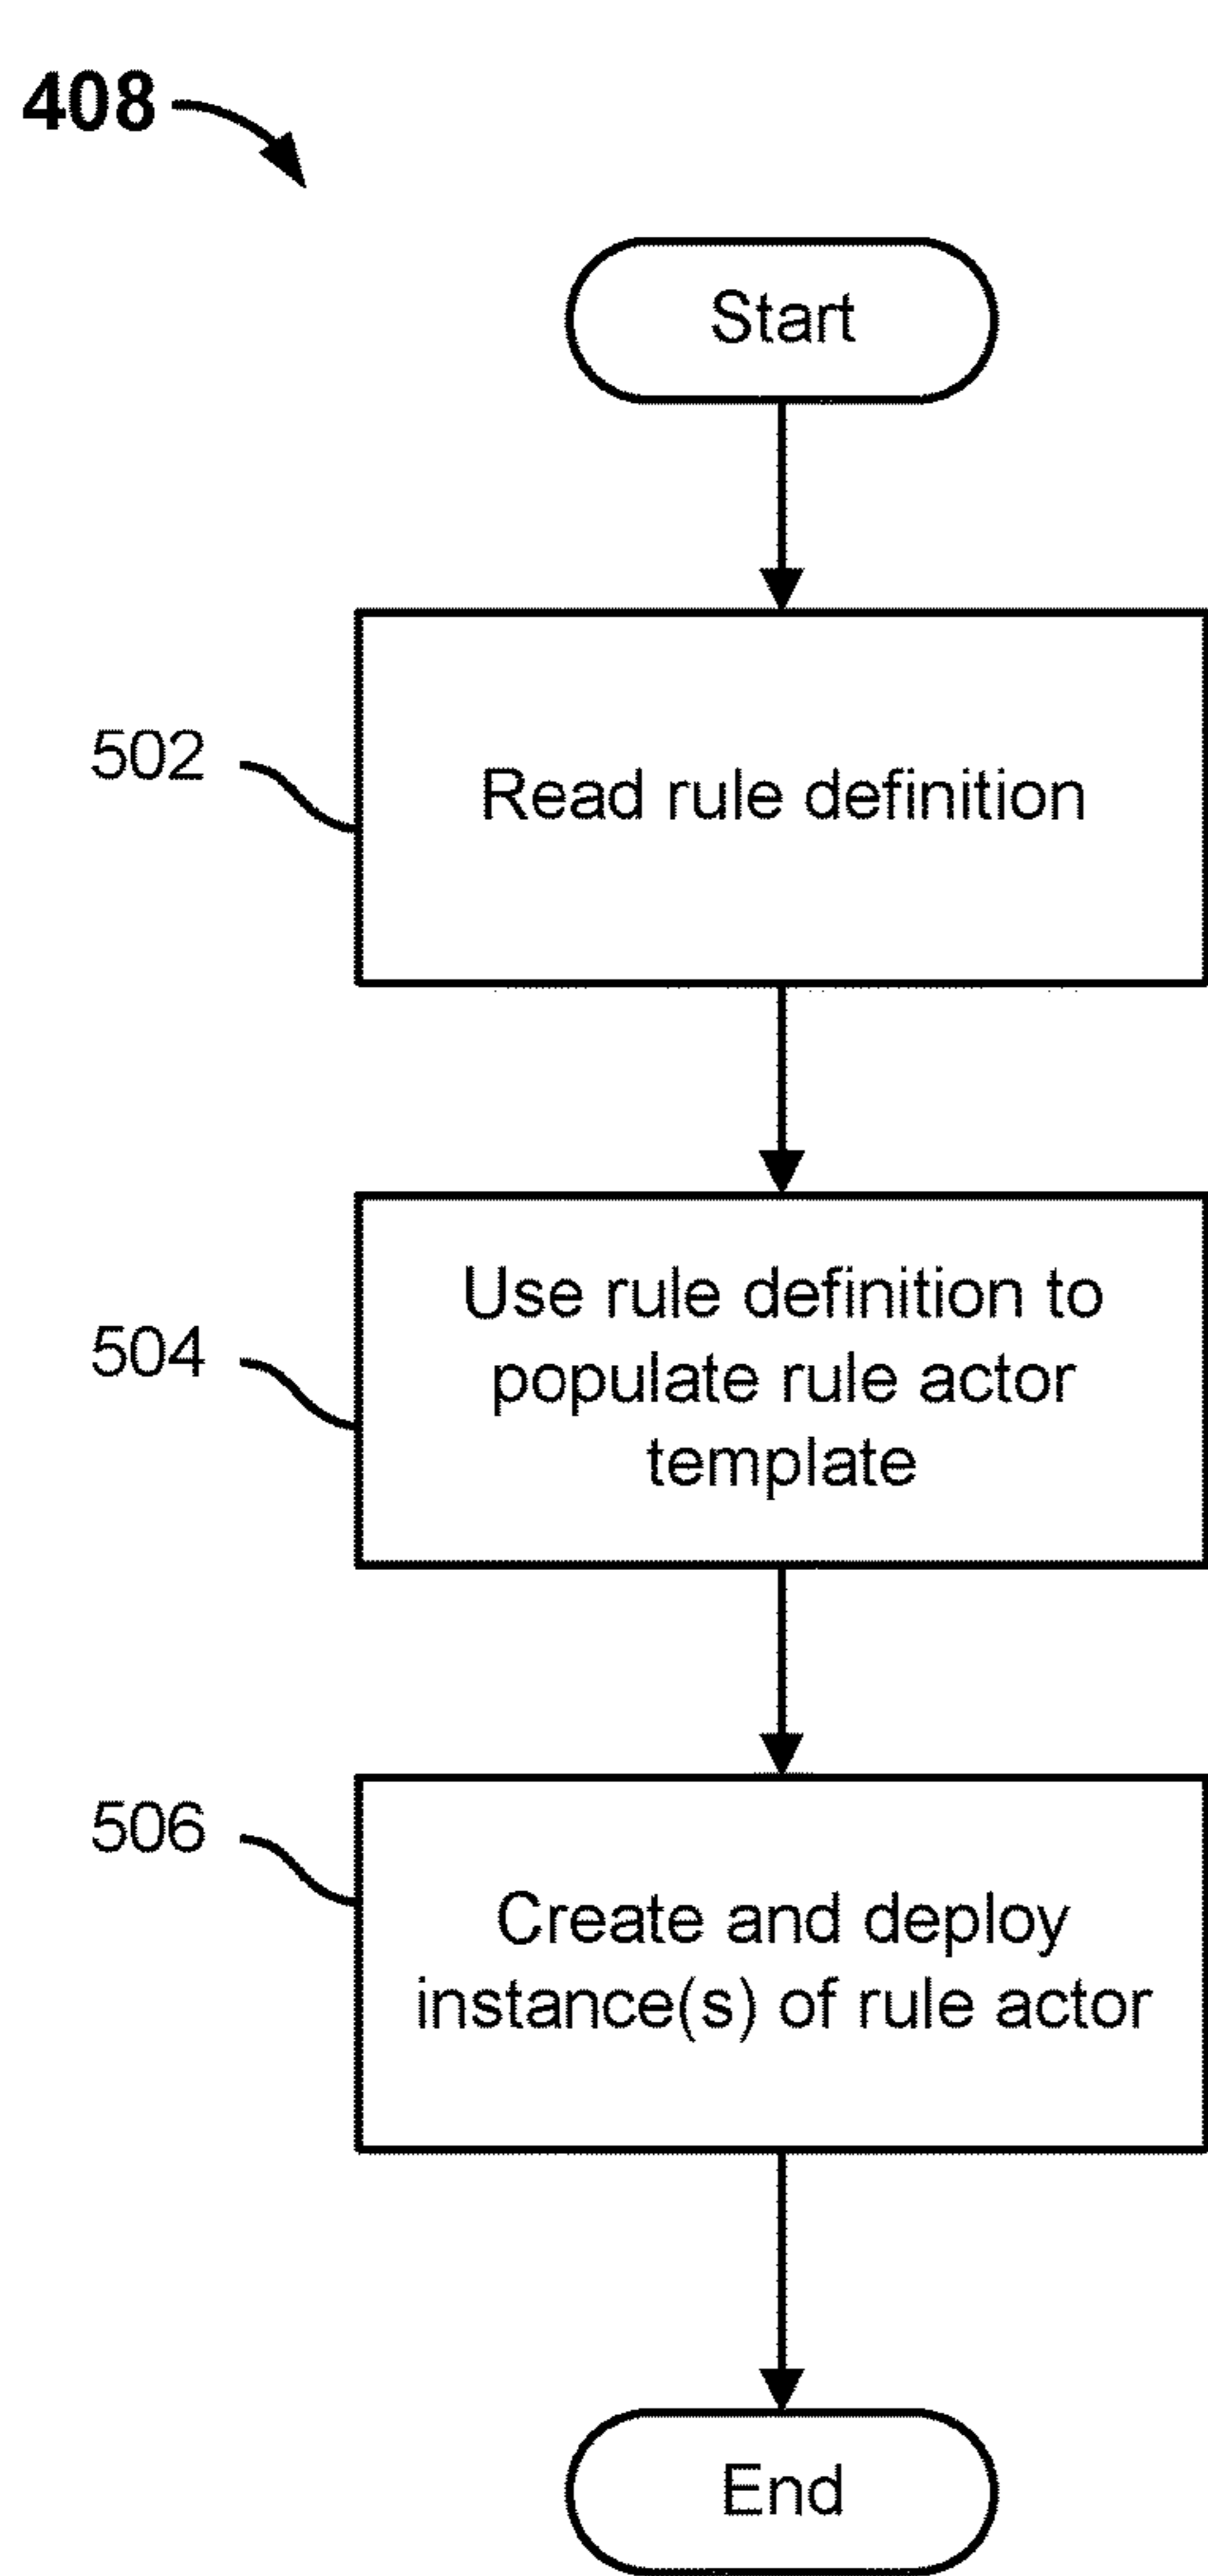 408
Start
502
Read rule definition
504
Use rule definition to
populate rule actor
template
506
Create and deploy
instance(s) of rule actor
End